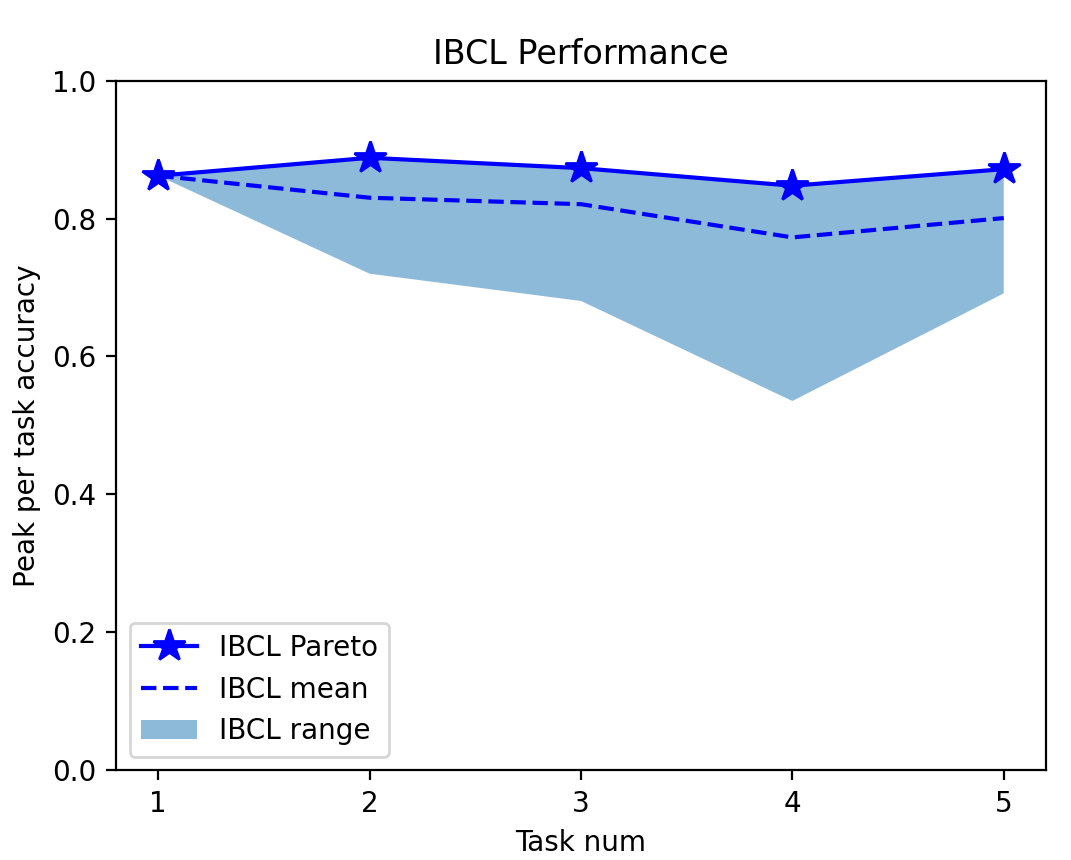 IBCL Performance
Peak per task accuracy
1.0
0.8
0.6
0.4
0.2
0.0
IBCL Pareto
IBCL mean
IBCL range
1 2 3 4 5
Task num